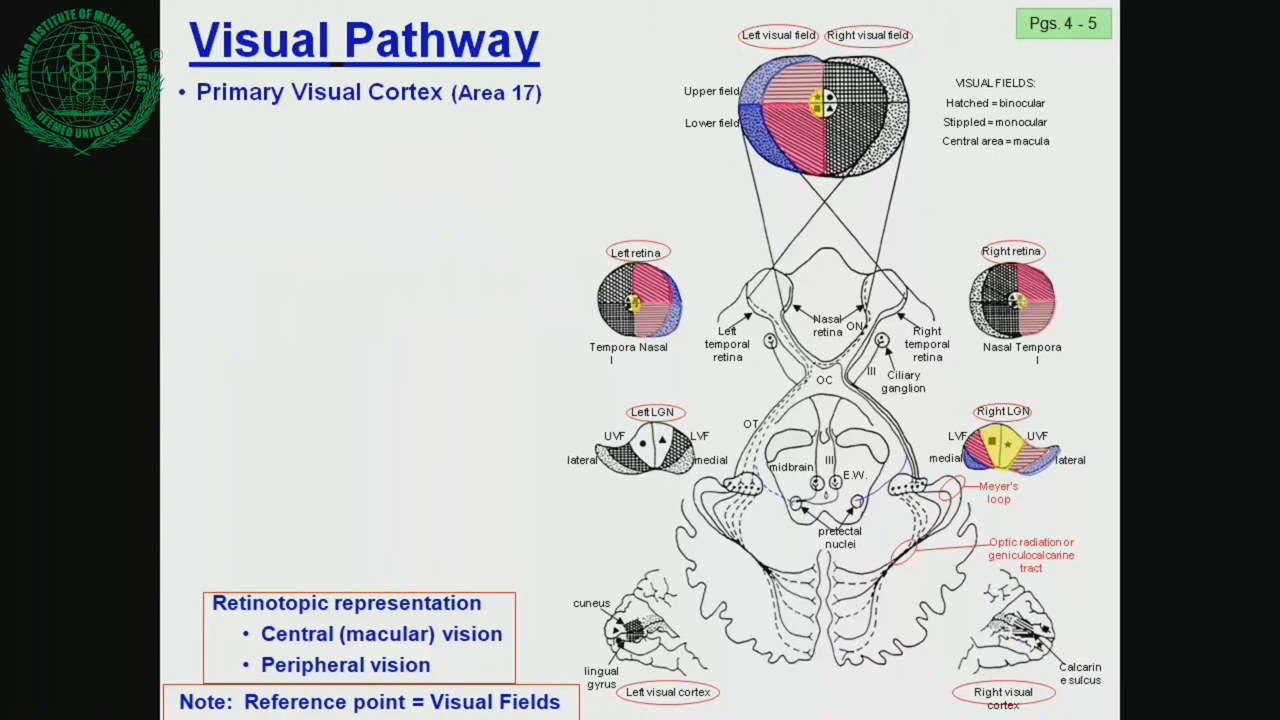 PRAVARA INSTITUTE OF MEDICAL SCIENCES
DEEMED UNIVERSITY
®
Visual Pathway
• Primary Visual Cortex (Area 17)
Pgs. 4 - 5
Left visual field
Right visual field
Upper field
Lower field
VISUAL FIELDS:
Hatched = binocular
Stippled = monocular
Central area = macula
Left retina
Right retina
Tempora Nasal
l
Nasal Tempora
l
Left
temporal
retina
Nasal
retina
ON
Right
temporal
retina
III
Ciliary
ganglion
OC
OT
Left LGN
UVF
LVF
lateral
medial
Right LGN
LVF
UVF
medial
lateral
midbrain
III
E.W.
pretectal
nuclei
Meyer's
loop
Optic radiation or
geniculocalcarine
tract
cuneus
lingual
gyrus
Left visual cortex
Calcarin
e sulcus
Right visual
cortex
Retinotopic representation
• Central (macular) vision
• Peripheral vision
Note: Reference point = Visual Fields